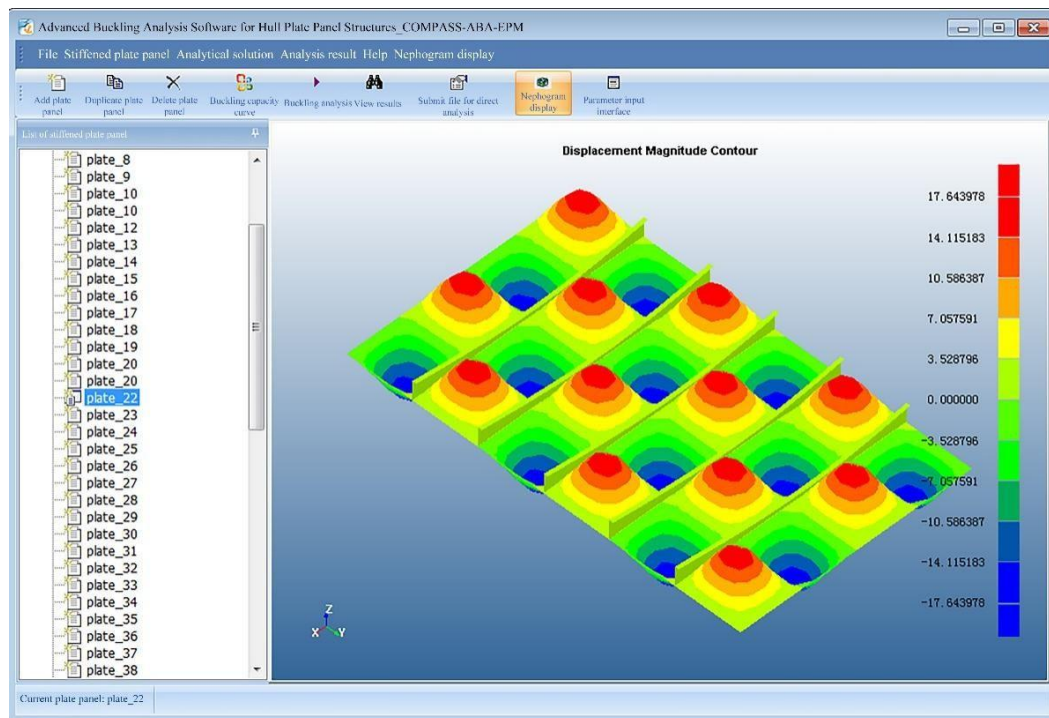 Advanced Buckling Analysis Software for Hull Plate Panel Structures_COMPASS-ABA-EPM
File Stiffened plate panel Analytical solution Analysis result Help Nephogram display
Add plate panel
Duplicate plate panel
Delete plate panel
Buckling capacity curve
Buckling analysis
View results
Submit file for direct analysis
Nephogram display
Parameter input interface
List of stiffened plate panel
plate_8
plate_9
plate_10
plate_10
plate_12
plate_13
plate_14
plate_15
plate_16
plate_17
plate_18
plate_19
plate_20
plate_20
plate_22
plate_23
plate_24
plate_25
plate_26
plate_27
plate_28
plate_29
plate_30
plate_31
plate_32
plate_33
plate_34
plate_35
plate_36
plate_37
plate_38
Displacement Magnitude Contour
17.643978
14.115183
10.586387
7.057591
3.528796
0.000000
-3.528796
-7.057591
-10.586387
-14.115183
-17.643978
Z
X Y
Current plate panel: plate_22